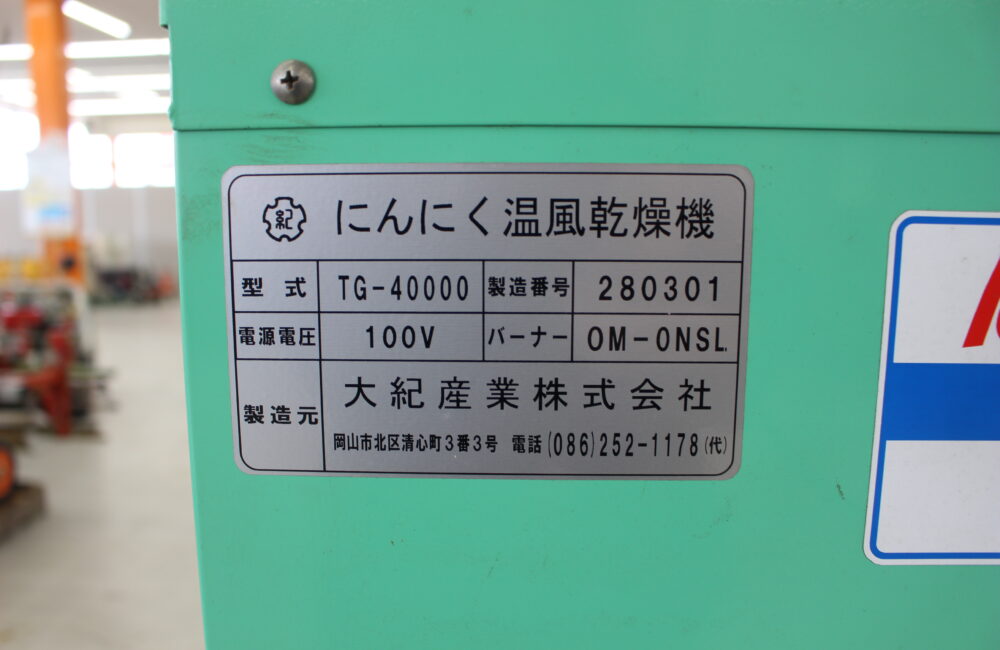 紀 にんにく温風乾燥機
型式 TG-40000 製造番号 280301
電源電圧 100V バーナー OM-0NSL
製造元 大紀産業株式会社
岡山市北区清心町3番3号 電話(086)252-1178(代)